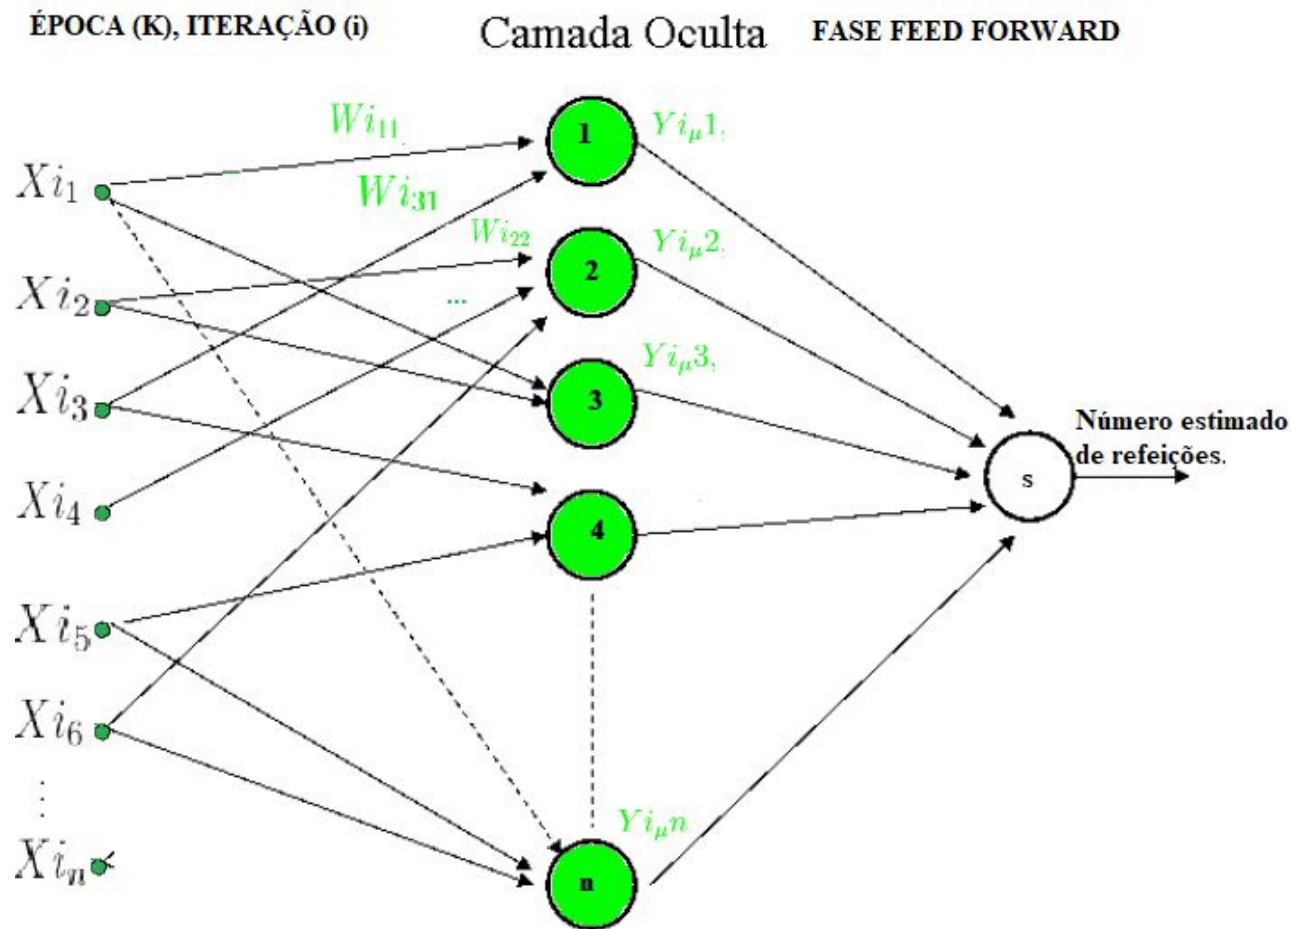 ÉPOCA (K), ITERAÇÃO (i)
Camada Oculta
FASE FEED FORWARD
Wi₁₁
Xi₁
Wi₃₁
Wi₂₂
Xi₂
...
Xi₃
Xi₄
Xi₅
Xi₆
⋮
Xiₙ
1
2
3
4
n
Yiμ1,
Yiμ2,
Yiμ3,
Yiμn
s
Número estimado
de refeições.